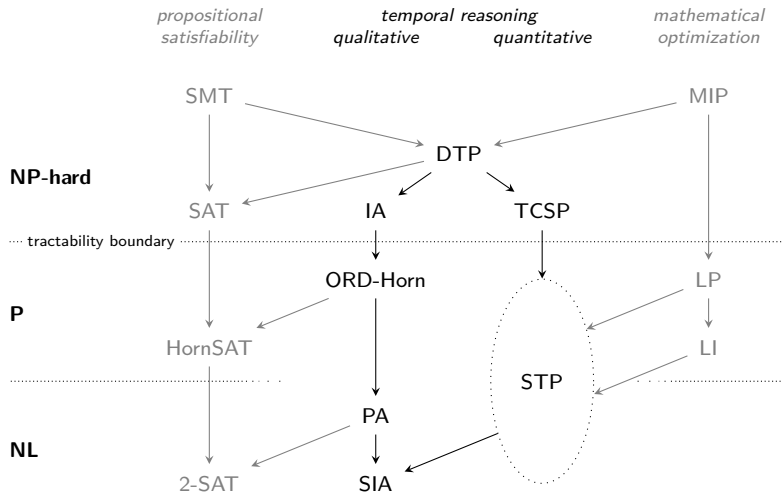 propositional satisfiability
temporal reasoning
qualitative quantitative
mathematical optimization
SMT MIP
DTP
NP-hard
SAT IA TCSP
tractability boundary
ORD-Horn LP
P
HornSAT LI
STP
PA
NL
2-SAT SIA